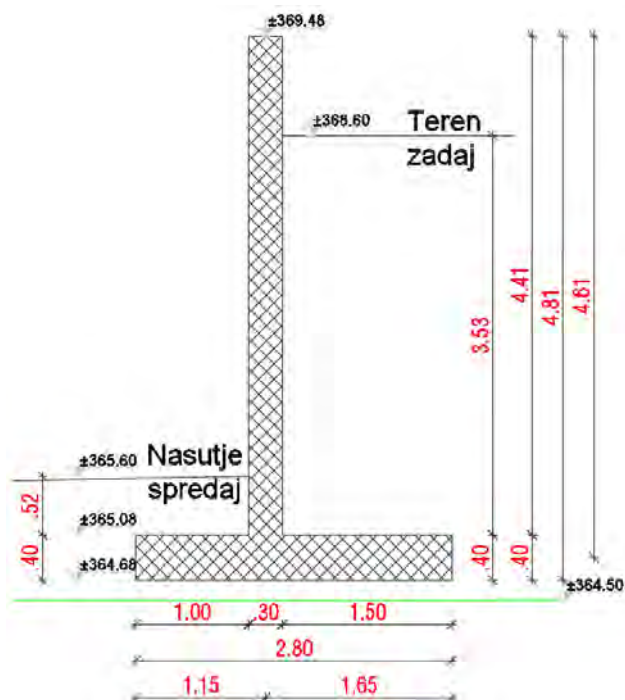 ±369.48
±368.60 Teren
zadaj
4.41
4.81
4.61
3.53
±365.60 Nasutje
spredaj
.52
±365.08
.40
±364.68
.40
.40
±364.50
1.00 .30 1.50
2.80
1.15 1.65